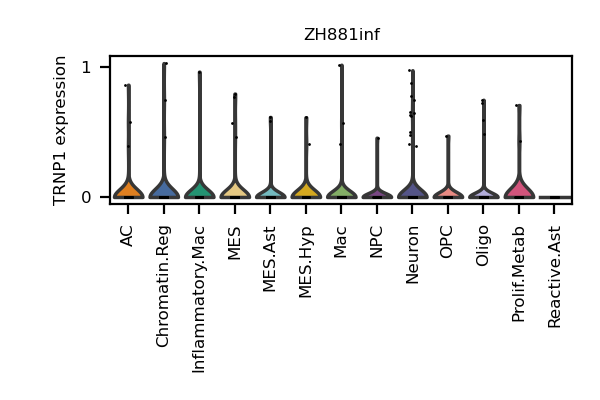 ZH881inf
TRNP1 expression
1
0
AC
Chromatin.Reg
Inflammatory.Mac
MES
MES.Ast
MES.Hyp
Mac
NPC
Neuron
OPC
Oligo
Prolif.Metab
Reactive.Ast